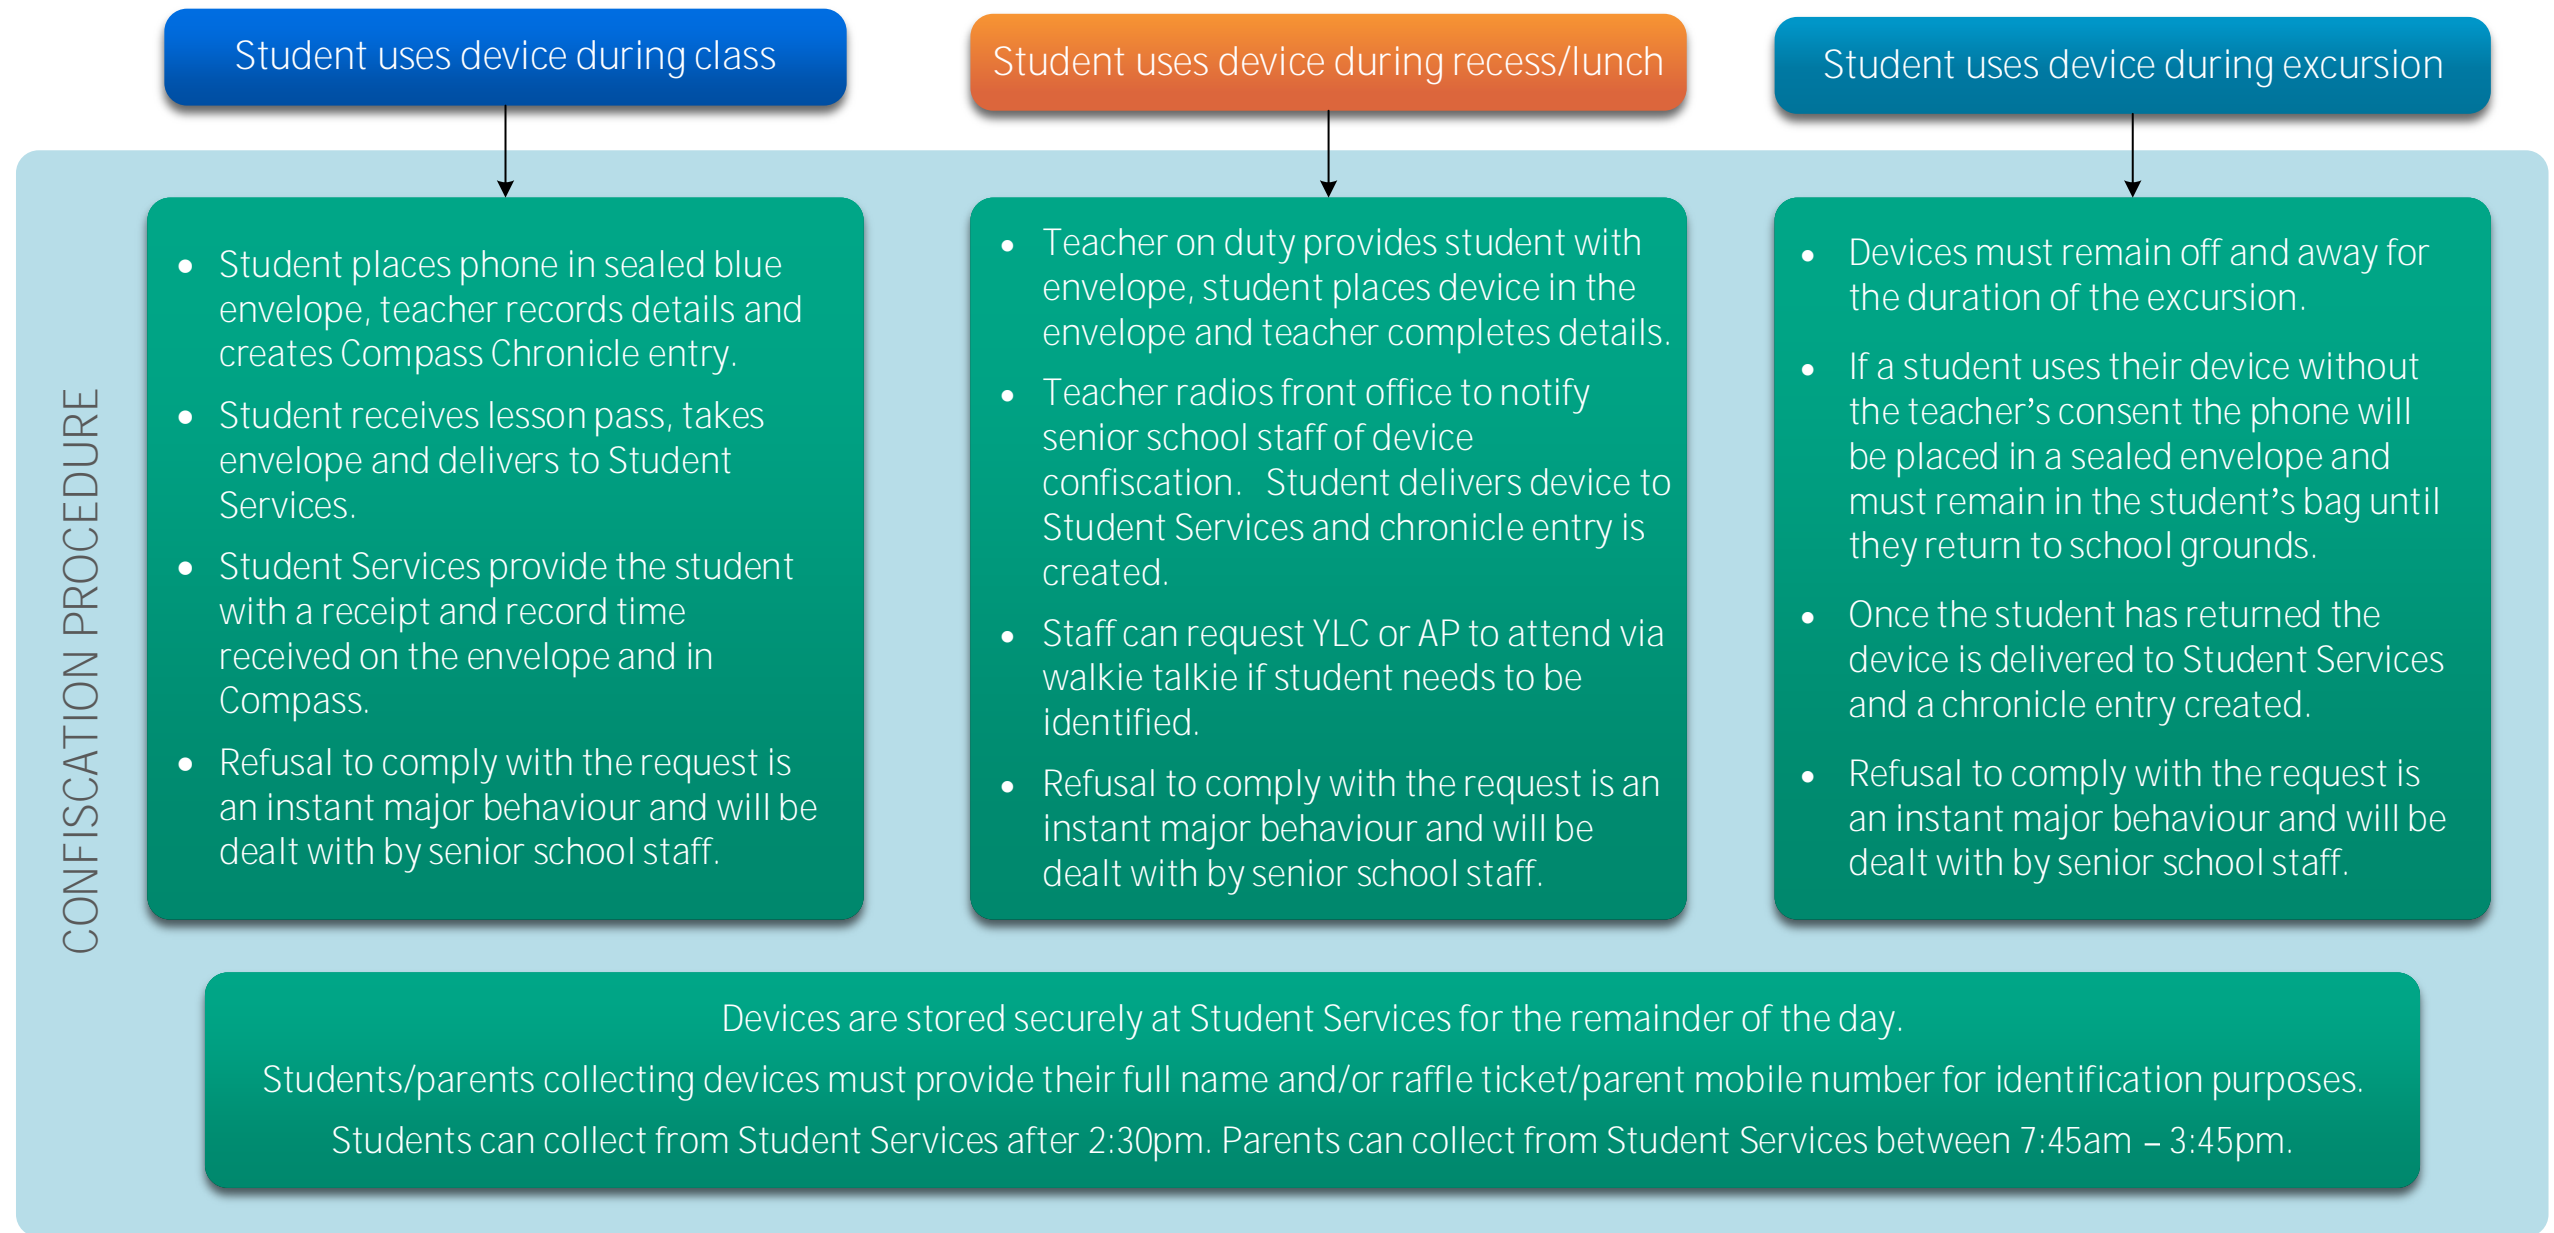 Student uses device during class
Student uses device during recess/lunch
Student uses device during excursion
CONFISCATION PROCEDURE
• Student places phone in sealed blue
envelope, teacher records details and
creates Compass Chronicle entry.
• Student receives lesson pass, takes
envelope and delivers to Student
Services.
• Student Services provide the student
with a receipt and record time
received on the envelope and in
Compass.
• Refusal to comply with the request is
an instant major behaviour and will be
dealt with by senior school staff.
• Teacher on duty provides student with
envelope, student places device in the
envelope and teacher completes details.
• Teacher radios front office to notify
senior school staff of device
confiscation.  Student delivers device to
Student Services and chronicle entry is
created.
• Staff can request YLC or AP to attend via
walkie talkie if student needs to be
identified.
• Refusal to comply with the request is an
instant major behaviour and will be
dealt with by senior school staff.
• Devices must remain off and away for
the duration of the excursion.
• If a student uses their device without
the teacher’s consent the phone will
be placed in a sealed envelope and
must remain in the student’s bag until
they return to school grounds.
• Once the student has returned the
device is delivered to Student Services
and a chronicle entry created.
• Refusal to comply with the request is
an instant major behaviour and will be
dealt with by senior school staff.
Devices are stored securely at Student Services for the remainder of the day.
Students/parents collecting devices must provide their full name and/or raffle ticket/parent mobile number for identification purposes.
Students can collect from Student Services after 2:30pm. Parents can collect from Student Services between 7:45am – 3:45pm.